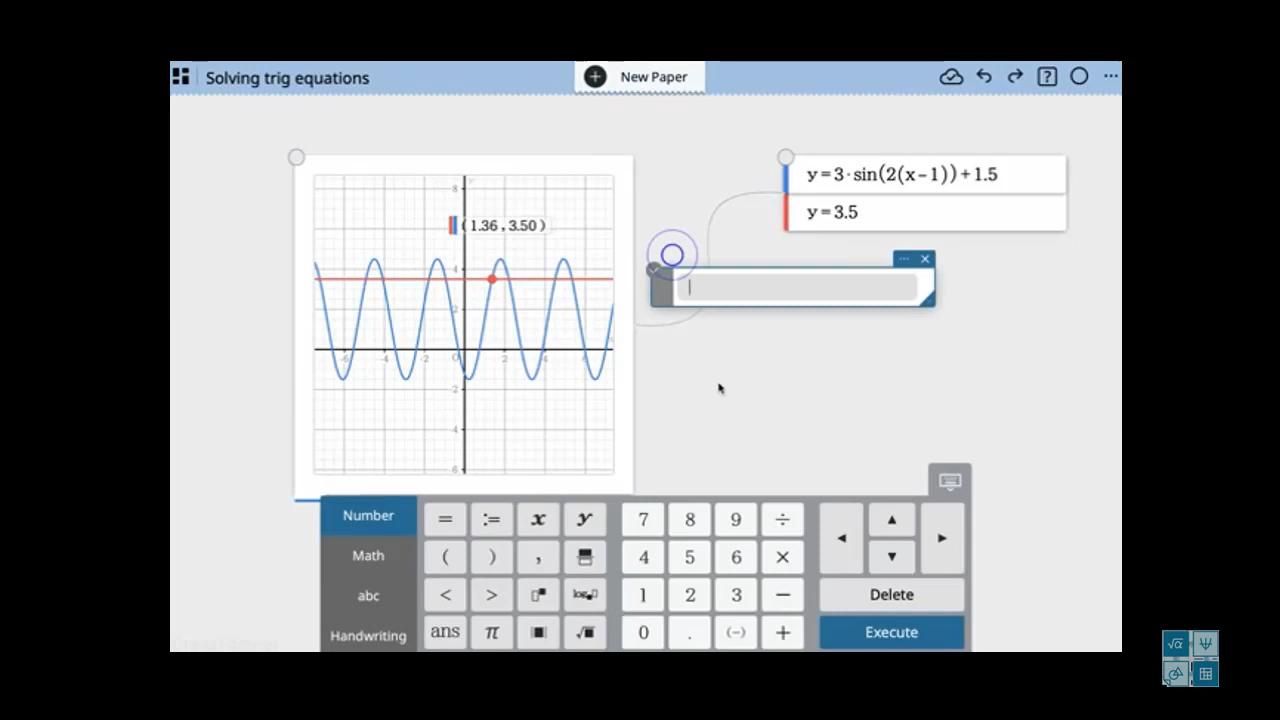 Solving trig equations
New Paper
?
...
y=3·sin(2(x-1))+1.5
y=3.5
(1.36,3.50)
8
4
2
-6 -4 -2 0 2 4 6
-2
-4
-6
Number
Math
abc
Handwriting
= := x y
( ) ,
< > log
ans π √
7 8 9 ÷
4 5 6 ×
1 2 3 −
0 . (−) +
Delete
Execute